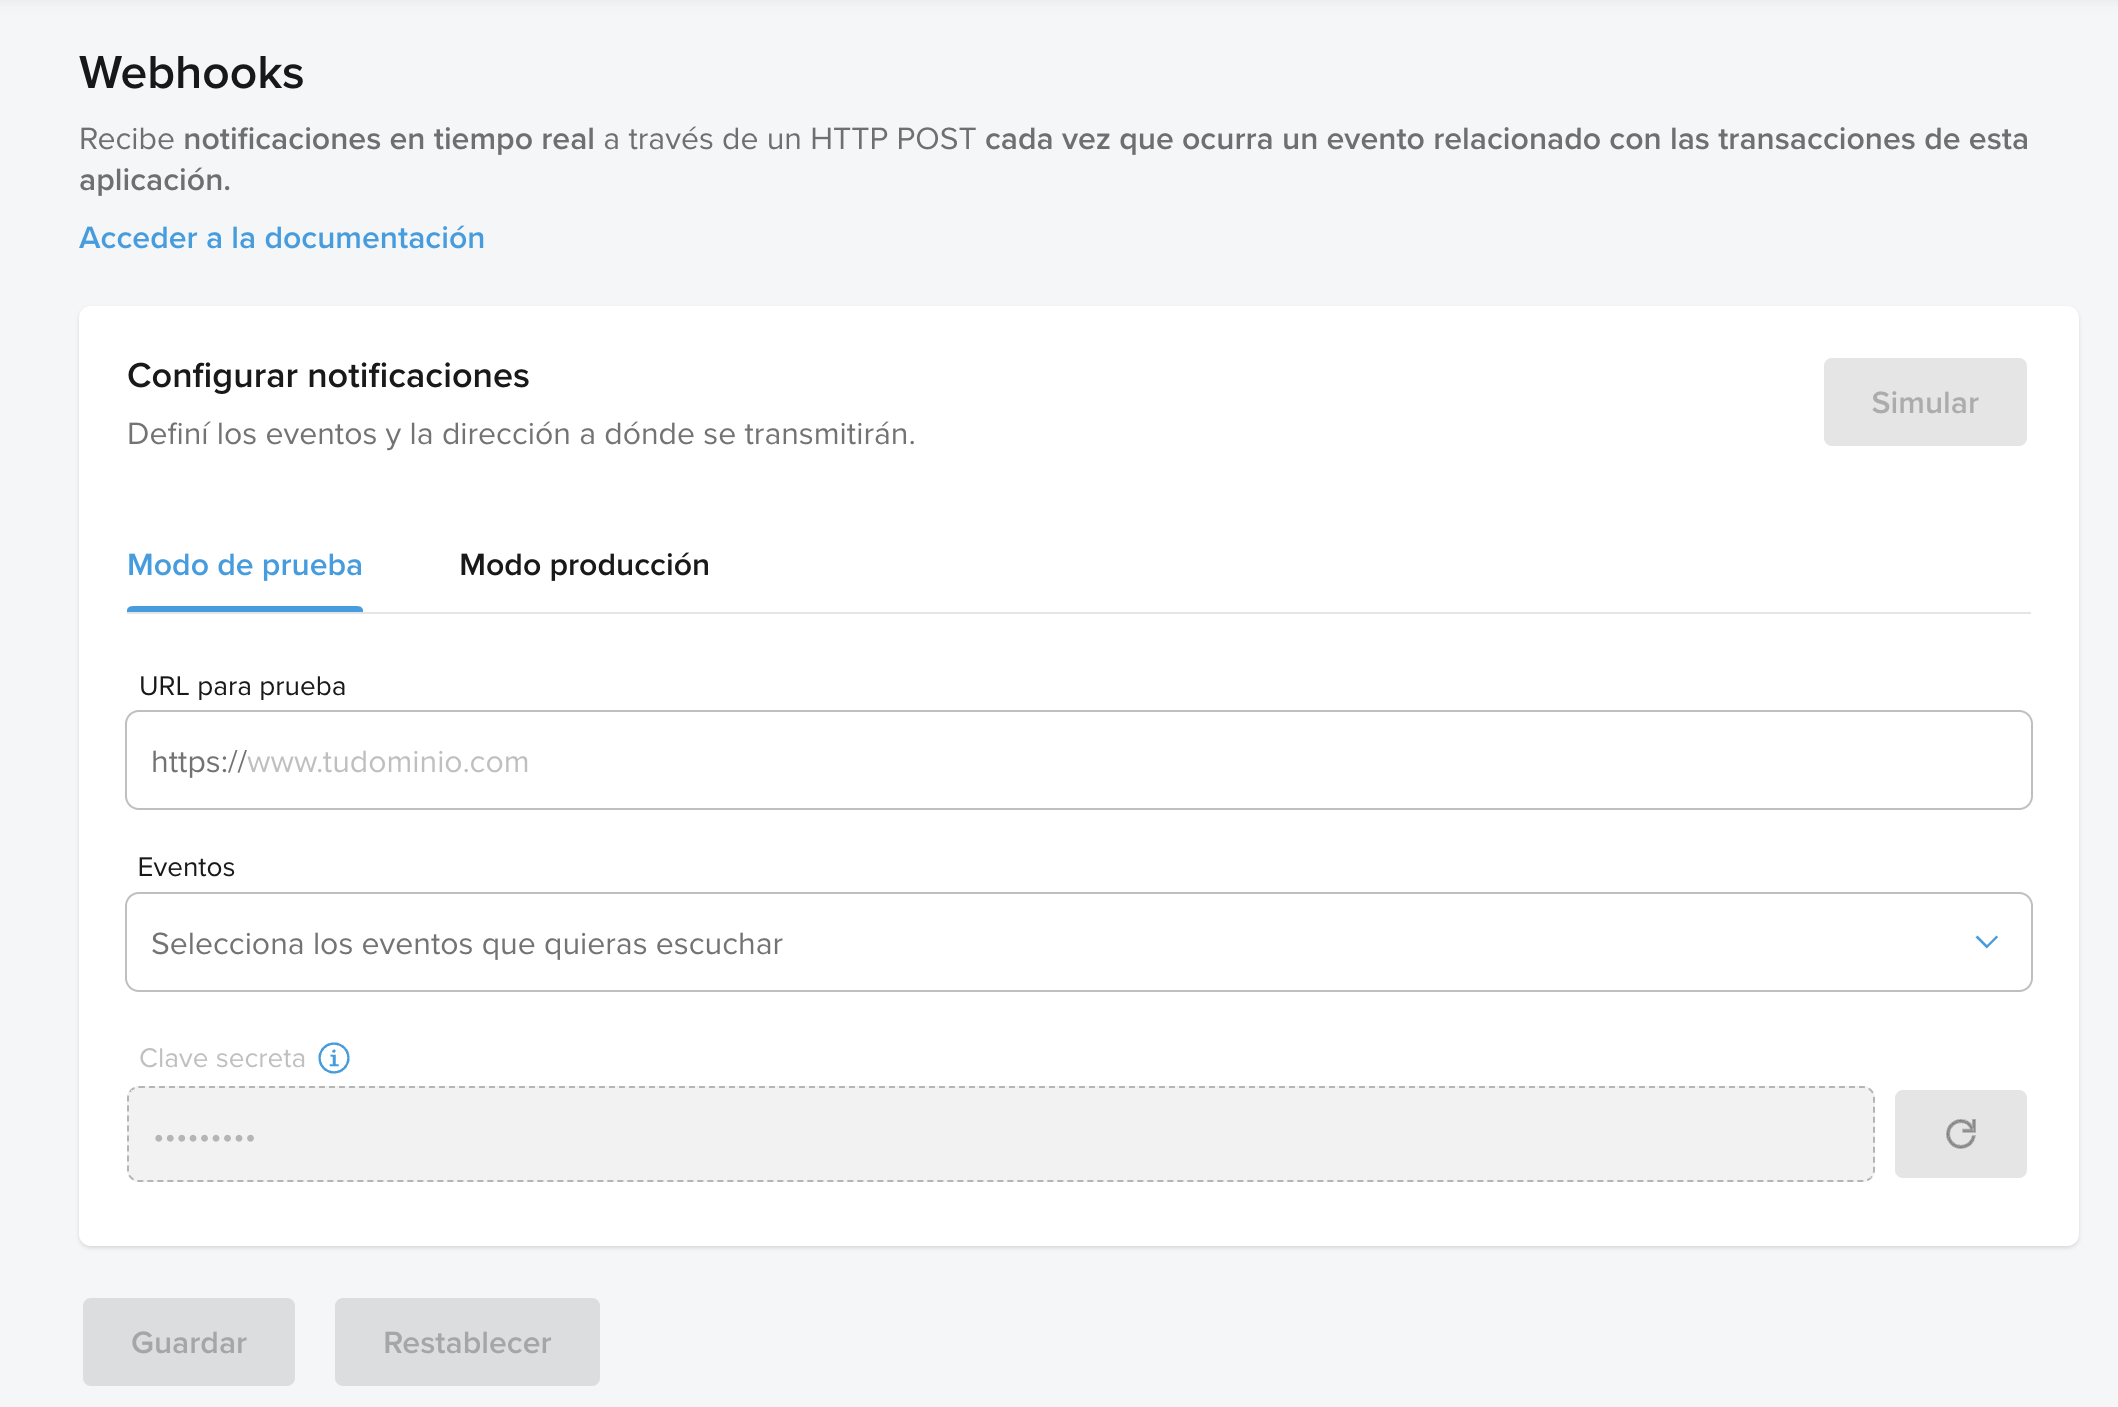 Webhooks
Recibe notificaciones en tiempo real a través de un HTTP POST cada vez que ocurra un evento relacionado con las transacciones de esta
aplicación.
Acceder a la documentación
Configurar notificaciones
Simular
Definí los eventos y la dirección a dónde se transmitirán.
Modo de prueba
Modo producción
URL para prueba
https://www.tudominio.com
Eventos
Selecciona los eventos que quieras escuchar
Clave secreta
•••••••••
Guardar
Restablecer